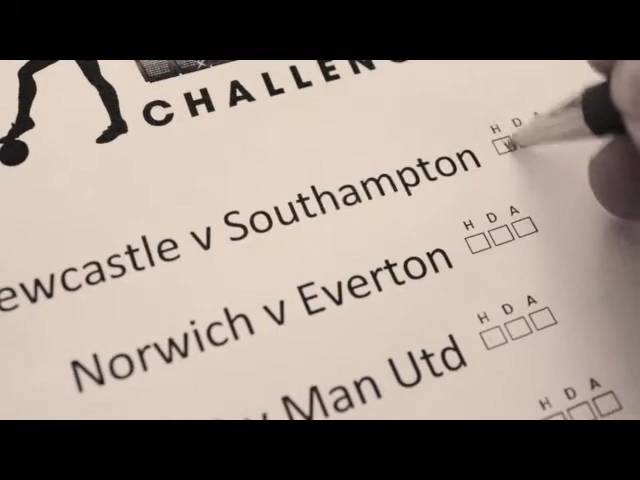 CHALLEN
H D A
ewcastle v Southampton
H D A
Norwich v Everton
H D A
v Man Utd
H D A